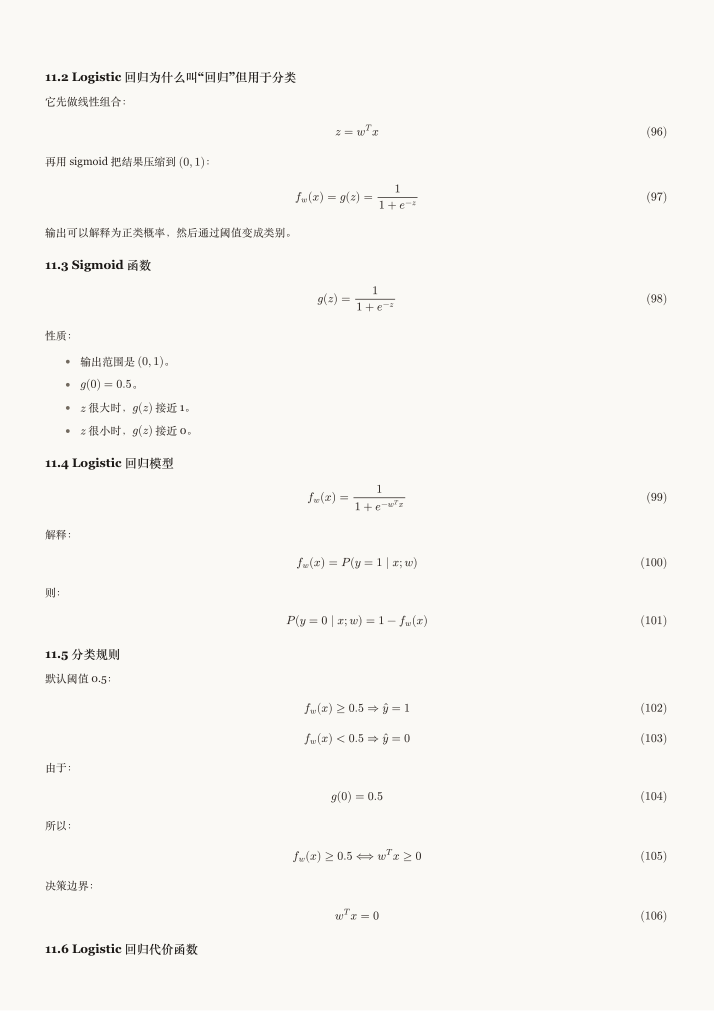 11.2 Logistic 回归为什么叫“回归”但用于分类
它先做线性组合：
z = w^T x (96)
再用 sigmoid 把结果压缩到 (0, 1)：
f_w(x) = g(z) = \frac{1}{1 + e^{-z}} (97)
输出可以解释为正类概率，然后通过阈值变成类别。
11.3 Sigmoid 函数
g(z) = \frac{1}{1 + e^{-z}} (98)
性质：
• 输出范围是 (0, 1)。
• g(0) = 0.5。
• z 很大时，g(z) 接近 1。
• z 很小时，g(z) 接近 0。
11.4 Logistic 回归模型
f_w(x) = \frac{1}{1 + e^{-w^T x}} (99)
解释：
f_w(x) = P(y = 1 | x; w) (100)
则：
P(y = 0 | x; w) = 1 − f_w(x) (101)
11.5 分类规则
默认阈值 0.5：
f_w(x) ≥ 0.5 ⇒ ŷ = 1 (102)
f_w(x) < 0.5 ⇒ ŷ = 0 (103)
由于：
g(0) = 0.5 (104)
所以：
f_w(x) ≥ 0.5 ⟺ w^T x ≥ 0 (105)
决策边界：
w^T x = 0 (106)
11.6 Logistic 回归代价函数